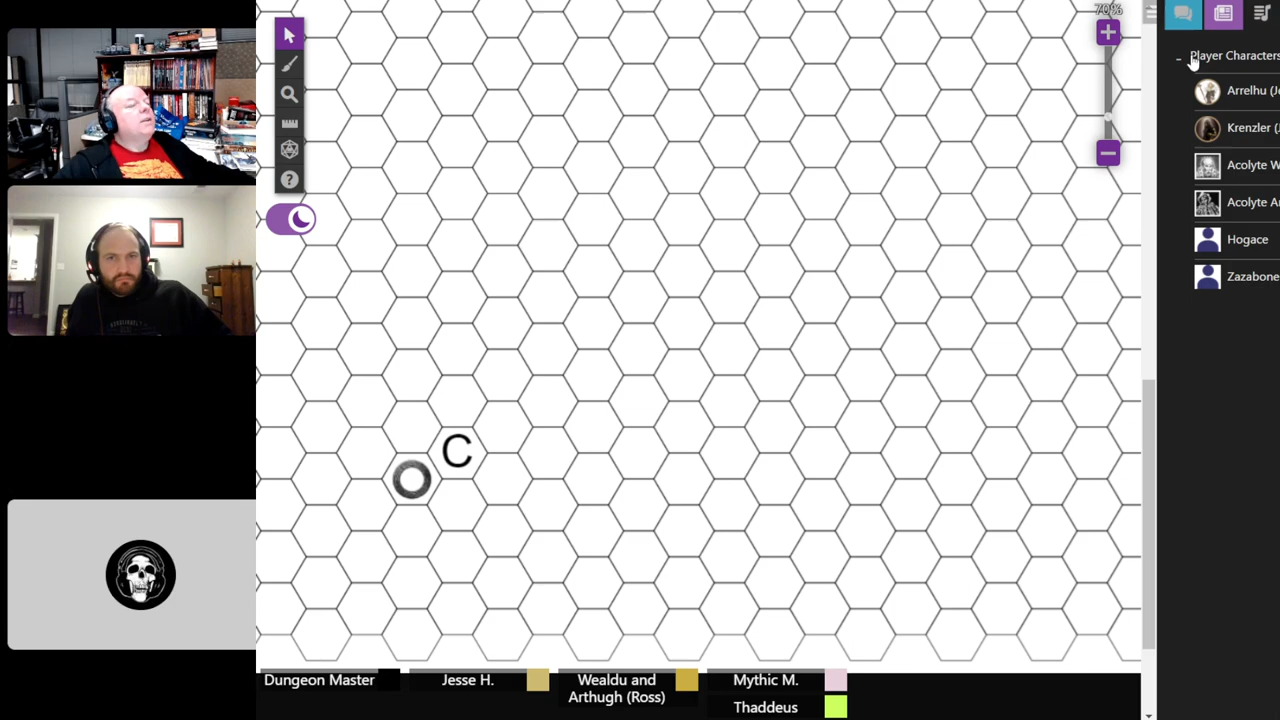 70%
Player Characters
Arrelhu (J
Krenzler (
Acolyte W
Acolyte A
Hogace
Zazabone
C
Dungeon Master
Jesse H.
Wealdu and
Arthugh (Ross)
Mythic M.
Thaddeus